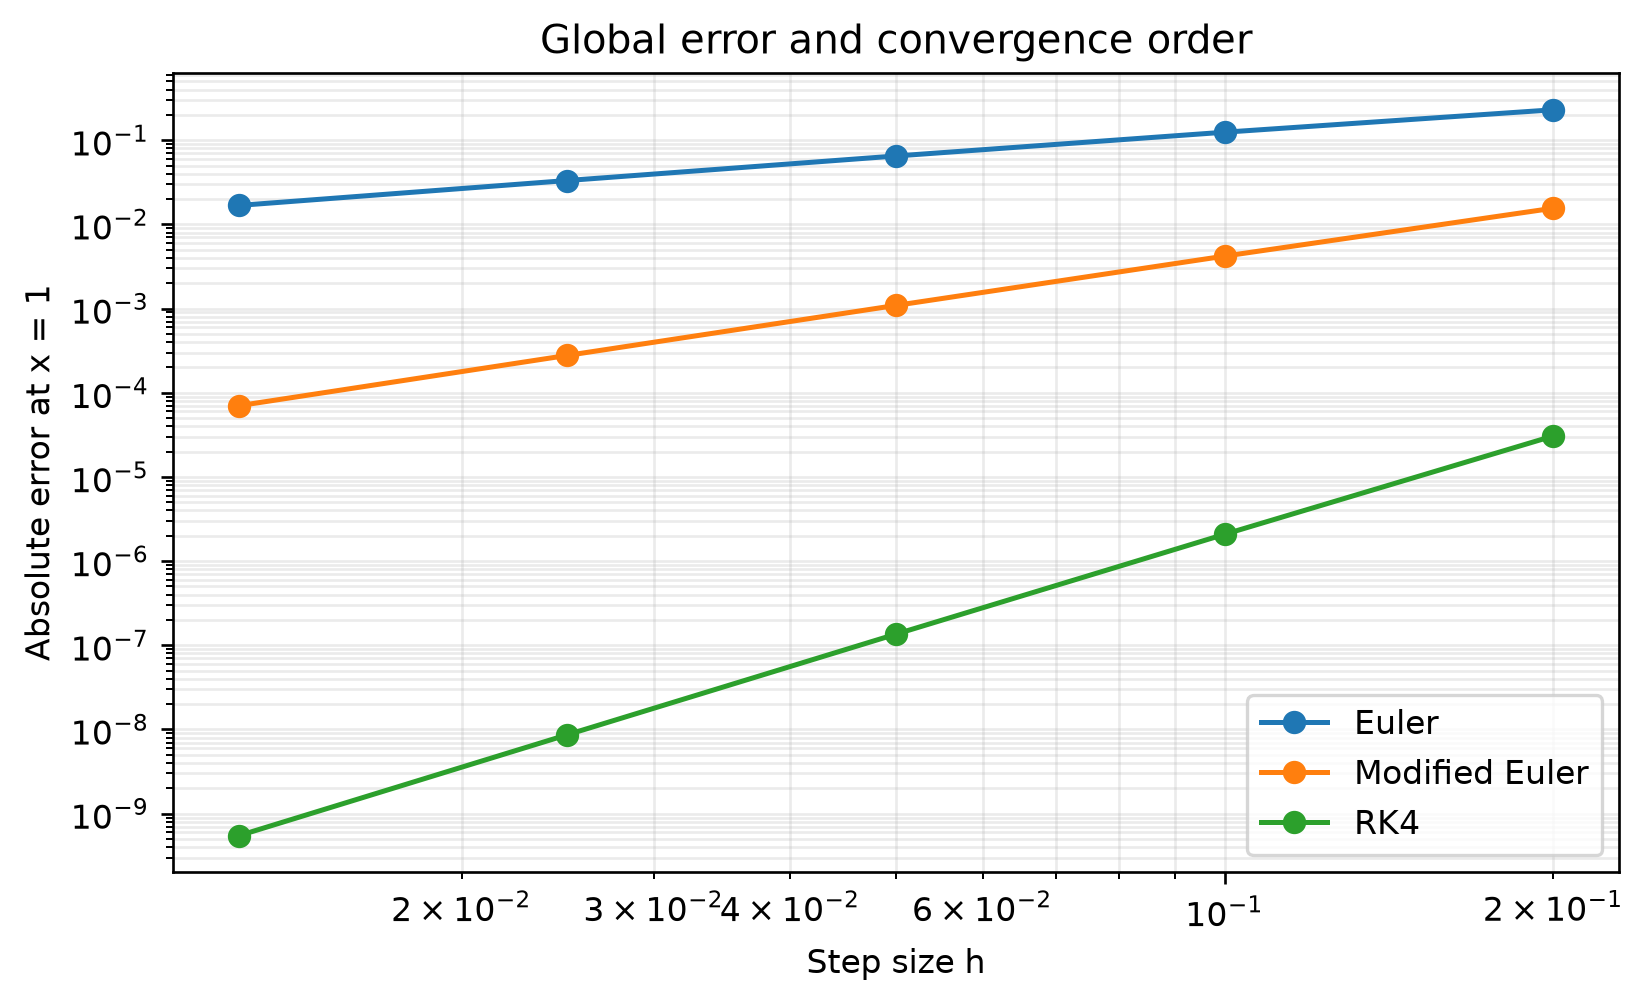 Global error and convergence order
Absolute error at x = 1
10⁻¹
10⁻²
10⁻³
10⁻⁴
10⁻⁵
10⁻⁶
10⁻⁷
10⁻⁸
10⁻⁹
Euler
Modified Euler
RK4
2 × 10⁻² 3 × 10⁻² 4 × 10⁻² 6 × 10⁻² 10⁻¹ 2 × 10⁻¹
Step size h